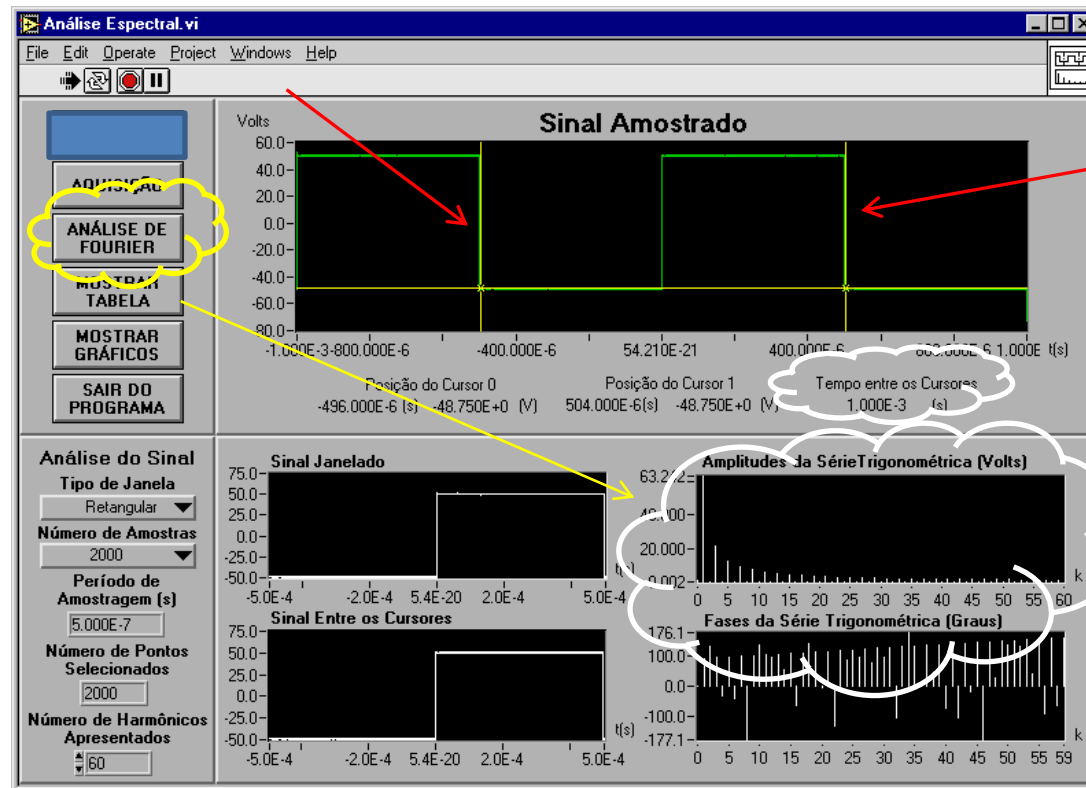 Análise Espectral.vi
File Edit Operate Project Windows Help
AQUISIÇÃO
ANÁLISE DE
FOURIER
MOSTRAR
TABELA
MOSTRAR
GRÁFICOS
SAIR DO
PROGRAMA
Sinal Amostrado
Volts
60.0
40.0
20.0
0.0
-20.0
-40.0
-60.0
-80.0
-1.000E-3 -800.000E-6 -400.000E-6 54.210E-21 400.000E-6 800.000E-6 1.000E t(s)
Posição do Cursor 0 Posição do Cursor 1 Tempo entre os Cursores
-496.000E-6 (s) -48.750E+0 (V) 504.000E-6(s) -48.750E+0 (V) 1.000E-3 (s)
Análise do Sinal
Tipo de Janela
Retangular
Número de Amostras
2000
Período de
Amostragem (s)
5.000E-7
Número de Pontos
Selecionados
2000
Número de Harmônicos
Apresentados
60
Sinal Janelado
75.0
50.0
25.0
0.0
-25.0
-50.0
-5.0E-4 -2.0E-4 5.4E-20 2.0E-4 5.0E-4
t(s)
Sinal Entre os Cursores
75.0
50.0
25.0
0.0
-25.0
-50.0
-5.0E-4 -2.0E-4 5.4E-20 2.0E-4 5.0E-4
t(s)
Amplitudes da SérieTrigonométrica (Volts)
40.000
20.000
0.002
0 5 10 15 20 25 30 35 40 45 50 55 60
k
Fases da Série Trigonométrica (Graus)
176.1
100.0
0.0
-100.0
-177.1
0 5 10 15 20 25 30 35 40 45 50 55 59
k